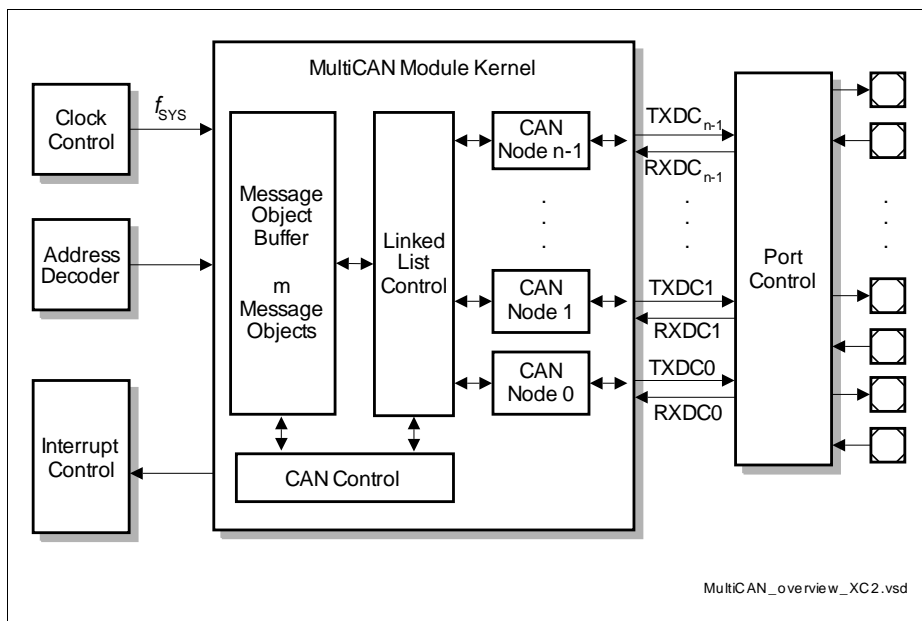 MultiCAN Module Kernel
Clock
Control
fSYS
Address
Decoder
Interrupt
Control
Message
Object
Buffer
m
Message
Objects
Linked
List
Control
CAN Control
CAN
Node n-1
CAN
Node 1
CAN
Node 0
TXDCn-1
RXDCn-1
TXDC1
RXDC1
TXDC0
RXDC0
Port
Control
MultiCAN_overview_XC2.vsd